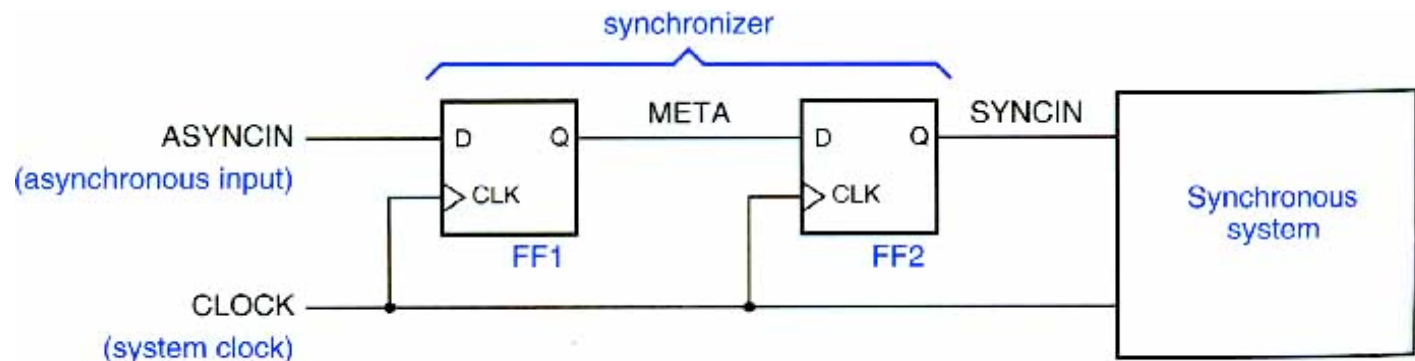 synchronizer
ASYNCIN
(asynchronous input)
D
Q
CLK
FF1
META
D
Q
CLK
FF2
SYNCIN
Synchronous
system
CLOCK
(system clock)